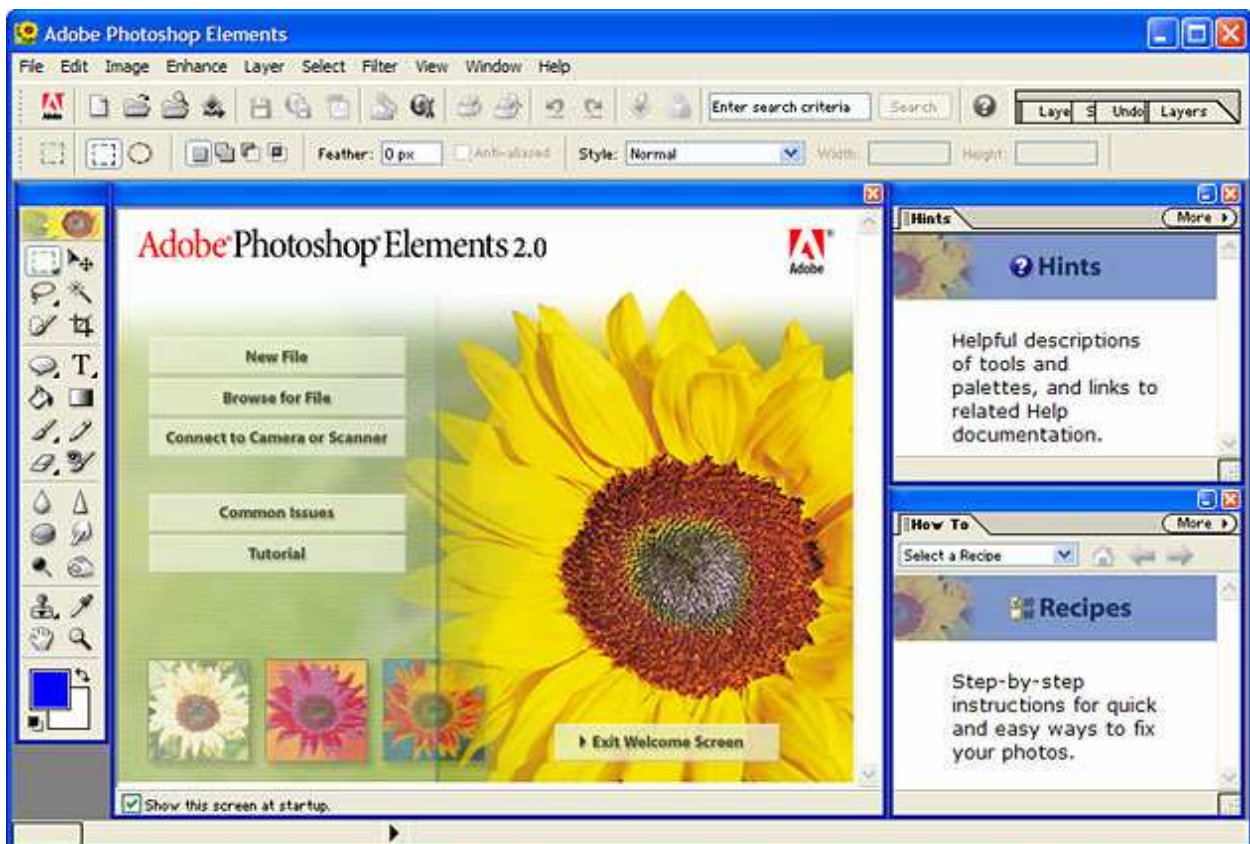 Adobe Photoshop Elements
File Edit Image Enhance Layer Select Filter View Window Help
Enter search criteria Search Laye S Undo Layers
Feather: 0 px Anti-aliased Style: Normal Width: Height:
Adobe® Photoshop® Elements 2.0
Adobe
New File
Browse for File
Connect to Camera or Scanner
Common Issues
Tutorial
Exit Welcome Screen
Show this screen at startup.
Hints More
Hints
Helpful descriptions
of tools and
palettes, and links to
related Help
documentation.
How To More
Select a Recipe
Recipes
Step-by-step
instructions for quick
and easy ways to fix
your photos.